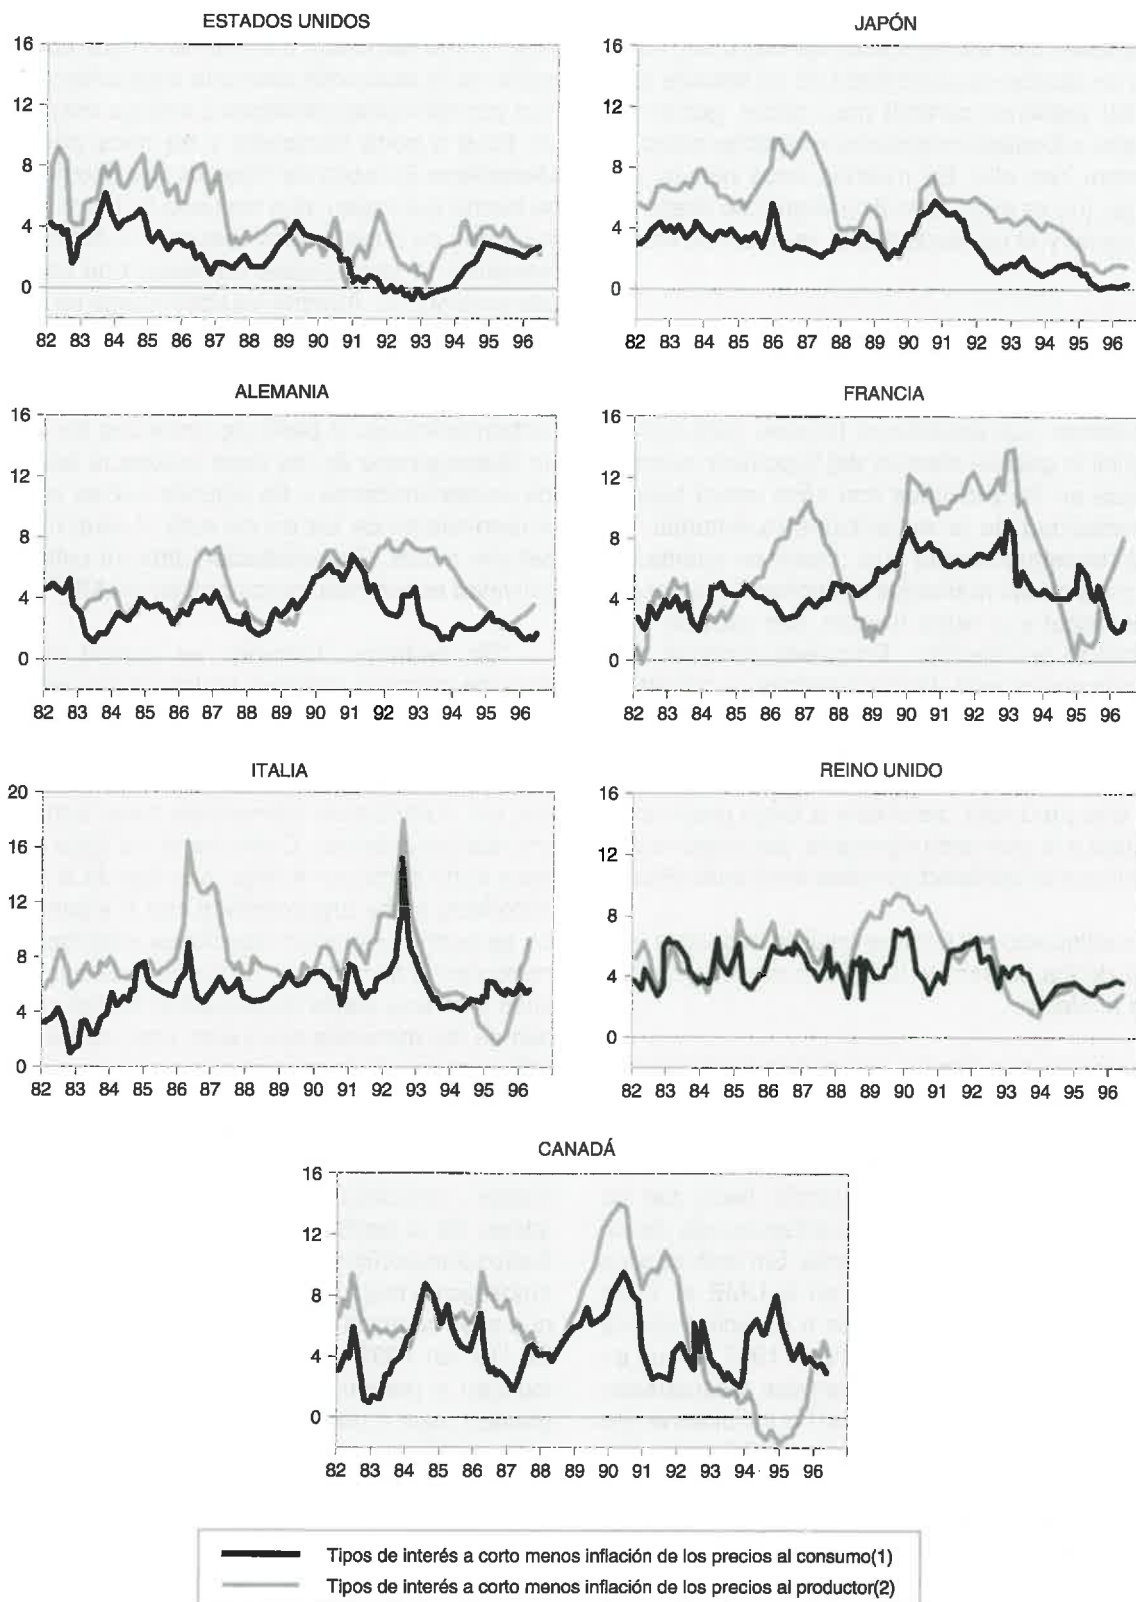 ESTADOS UNIDOS
16
12
8
4
0
82 83 84 85 86 87 88 89 90 91 92 93 94 95 96
JAPÓN
16
12
8
4
0
82 83 84 85 86 87 88 89 90 91 92 93 94 95 96
ALEMANIA
16
12
8
4
0
82 83 84 85 86 87 88 89 90 91 92 93 94 95 96
FRANCIA
16
12
8
4
0
82 83 84 85 86 87 88 89 90 91 92 93 94 95 96
ITALIA
20
16
12
8
4
0
82 83 84 85 86 87 88 89 90 91 92 93 94 95 96
REINO UNIDO
16
12
8
4
0
82 83 84 85 86 87 88 89 90 91 92 93 94 95 96
CANADÁ
16
12
8
4
0
82 83 84 85 86 87 88 89 90 91 92 93 94 95 96
Tipos de interés a corto menos inflación de los precios al consumo(1)
Tipos de interés a corto menos inflación de los precios al productor(2)